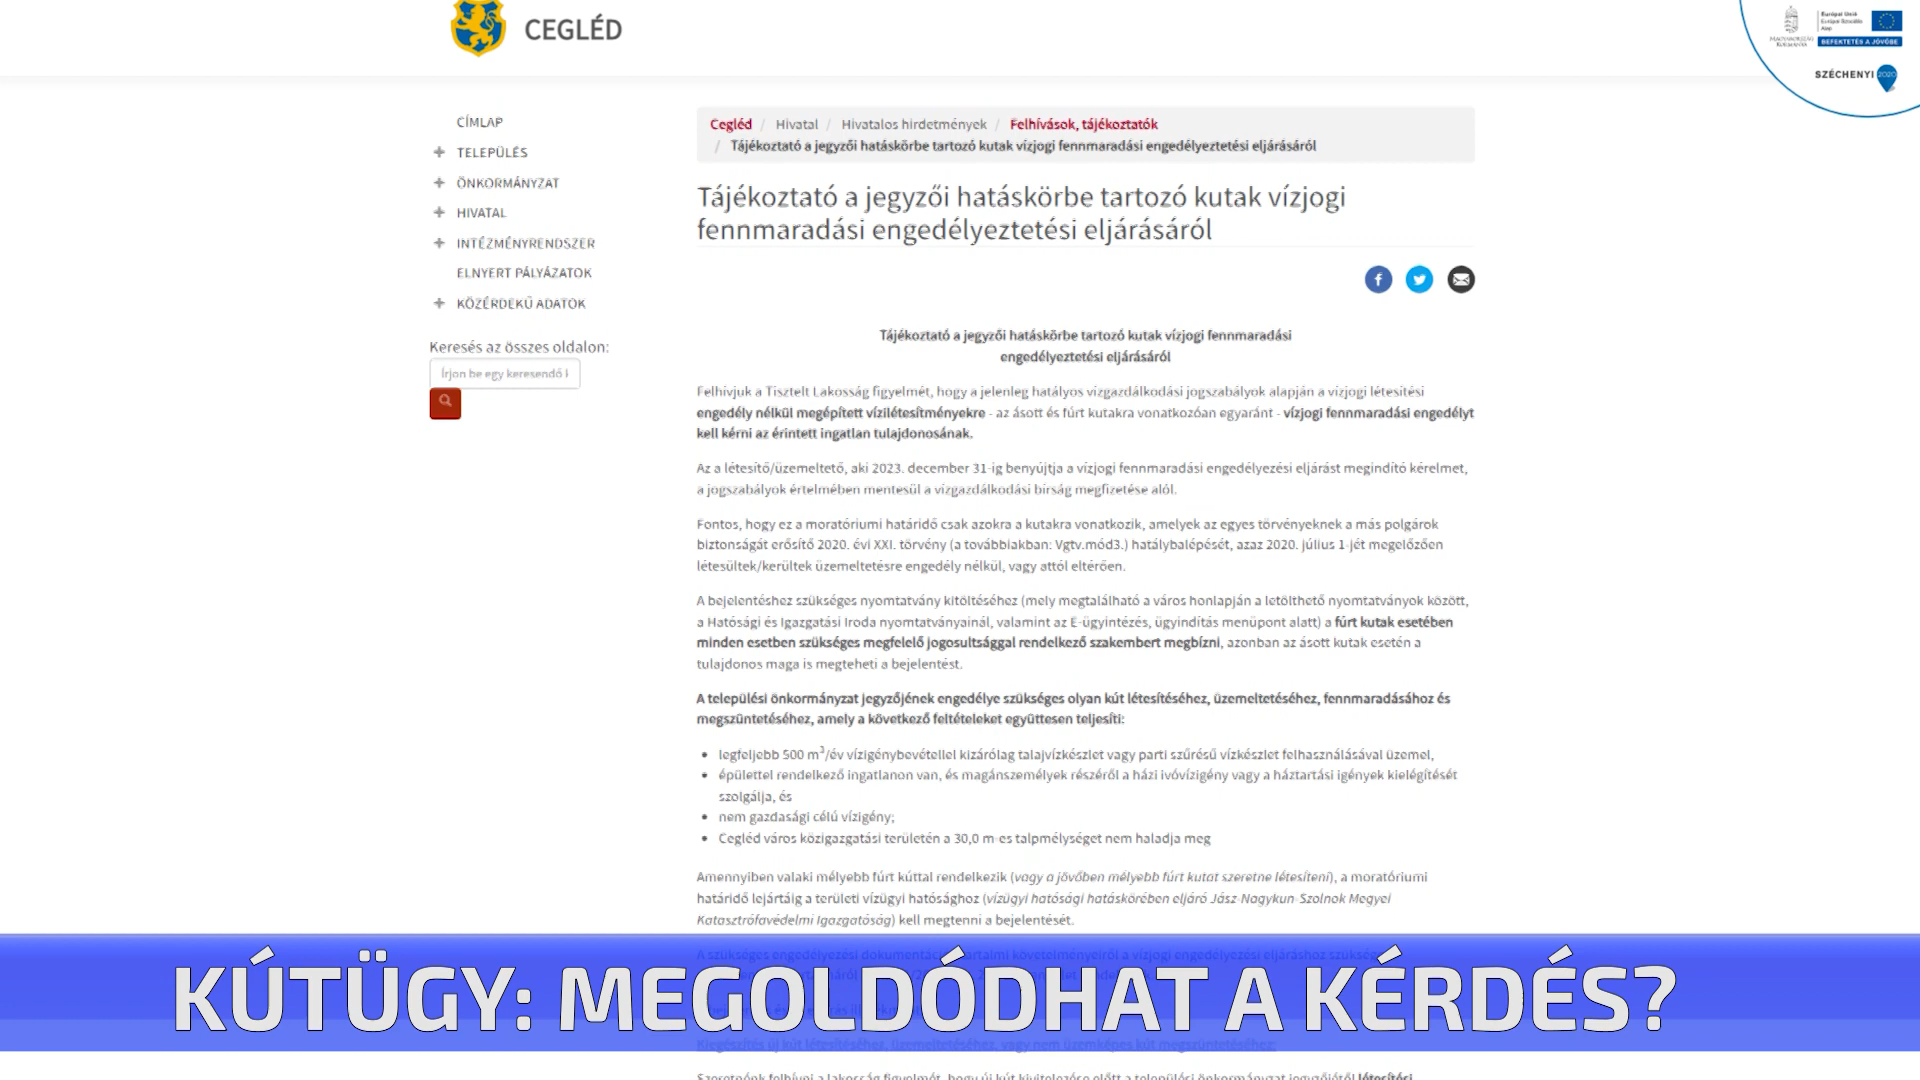 CEGLÉD
Európai Unió
Európai Szociális
Alap
MAGYARORSZÁG
KORMÁNYA
BEFEKTETÉS A JÖVŐBE
SZÉCHENYI 2020
CÍMLAP
TELEPÜLÉS
ÖNKORMÁNYZAT
HIVATAL
INTÉZMÉNYRENDSZER
ELNYERT PÁLYÁZATOK
KÖZÉRDEKŰ ADATOK
Keresés az összes oldalon:
Írjon be egy keresendő k
Cegléd / Hivatal / Hivatalos hirdetmények / Felhívások, tájékoztatók
/ Tájékoztató a jegyzői hatáskörbe tartozó kutak vízjogi fennmaradási engedélyeztetési eljárásáról
Tájékoztató a jegyzői hatáskörbe tartozó kutak vízjogi
fennmaradási engedélyeztetési eljárásáról
Tájékoztató a jegyzői hatáskörbe tartozó kutak vízjogi fennmaradási
engedélyeztetési eljárásáról
Felhívjuk a Tisztelt Lakosság figyelmét, hogy a jelenleg hatályos vízgazdálkodási jogszabályok alapján a vízjogi létesítési
engedély nélkül megépített vízilétesítményekre - az ásott és fúrt kutakra vonatkozóan egyaránt - vízjogi fennmaradási engedélyt
kell kérni az érintett ingatlan tulajdonosának.
Az a létesítő/üzemeltető, aki 2023. december 31-ig benyújtja a vízjogi fennmaradási engedélyezési eljárást megindító kérelmet,
a jogszabályok értelmében mentesül a vízgazdálkodási bírság megfizetése alól.
Fontos, hogy ez a moratóriumi határidő csak azokra a kutakra vonatkozik, amelyek az egyes törvényeknek a más polgárok
biztonságát erősítő 2020. évi XXI. törvény (a továbbiakban: Vgtv.mód3.) hatálybalépését, azaz 2020. július 1-jét megelőzően
létesültek/kerültek üzemeltetésre engedély nélkül, vagy attól eltérően.
A bejelentéshez szükséges nyomtatvány kitöltéséhez (mely megtalálható a város honlapján a letölthető nyomtatványok között,
a Hatósági és Igazgatási Iroda nyomtatványainál, valamint az E-ügyintézés, ügyindítás menüpont alatt) a fúrt kutak esetében
minden esetben szükséges megfelelő jogosultsággal rendelkező szakembert megbízni, azonban az ásott kutak esetén a
tulajdonos maga is megteheti a bejelentést.
A települési önkormányzat jegyzőjének engedélye szükséges olyan kút létesítéséhez, üzemeltetéséhez, fennmaradásához és
megszüntetéséhez, amely a következő feltételeket együttesen teljesíti:
• legfeljebb 500 m3/év vízigénybevétellel kizárólag talajvízkészlet vagy parti szűrésű vízkészlet felhasználásával üzemel,
• épülettel rendelkező ingatlanon van, és magánszemélyek részéről a házi ivóvízigény vagy a háztartási igények kielégítését
szolgálja, és
• nem gazdasági célú vízigény;
• Cegléd város közigazgatási területén a 30,0 m-es talpmélységet nem haladja meg
Amennyiben valaki mélyebb fúrt kúttal rendelkezik (vagy a jövőben mélyebb fúrt kutat szeretne létesíteni), a moratóriumi
határidő lejártáig a területi vízügyi hatósághoz (vízügyi hatósági hatáskörében eljáró Jász-Nagykun-Szolnok Megyei
Katasztrófavédelmi Igazgatóság) kell megtenni a bejelentését.
A szükséges engedélyezési tartalmi követelményeiről a vízjogi engedélyezési eljáráshoz
KÚTÜGY: MEGOLDÓDHAT A KÉRDÉS?
Kiegészítés új kút létesítéséhez, üzemeltetéséhez, vagy nem üzemképes kút megszüntetéséhez:
Szeretnénk felhívni a lakosság figyelmét, hogy új kút kivitelezése előtt a települési önkormányzat jegyzőjétől létesítési